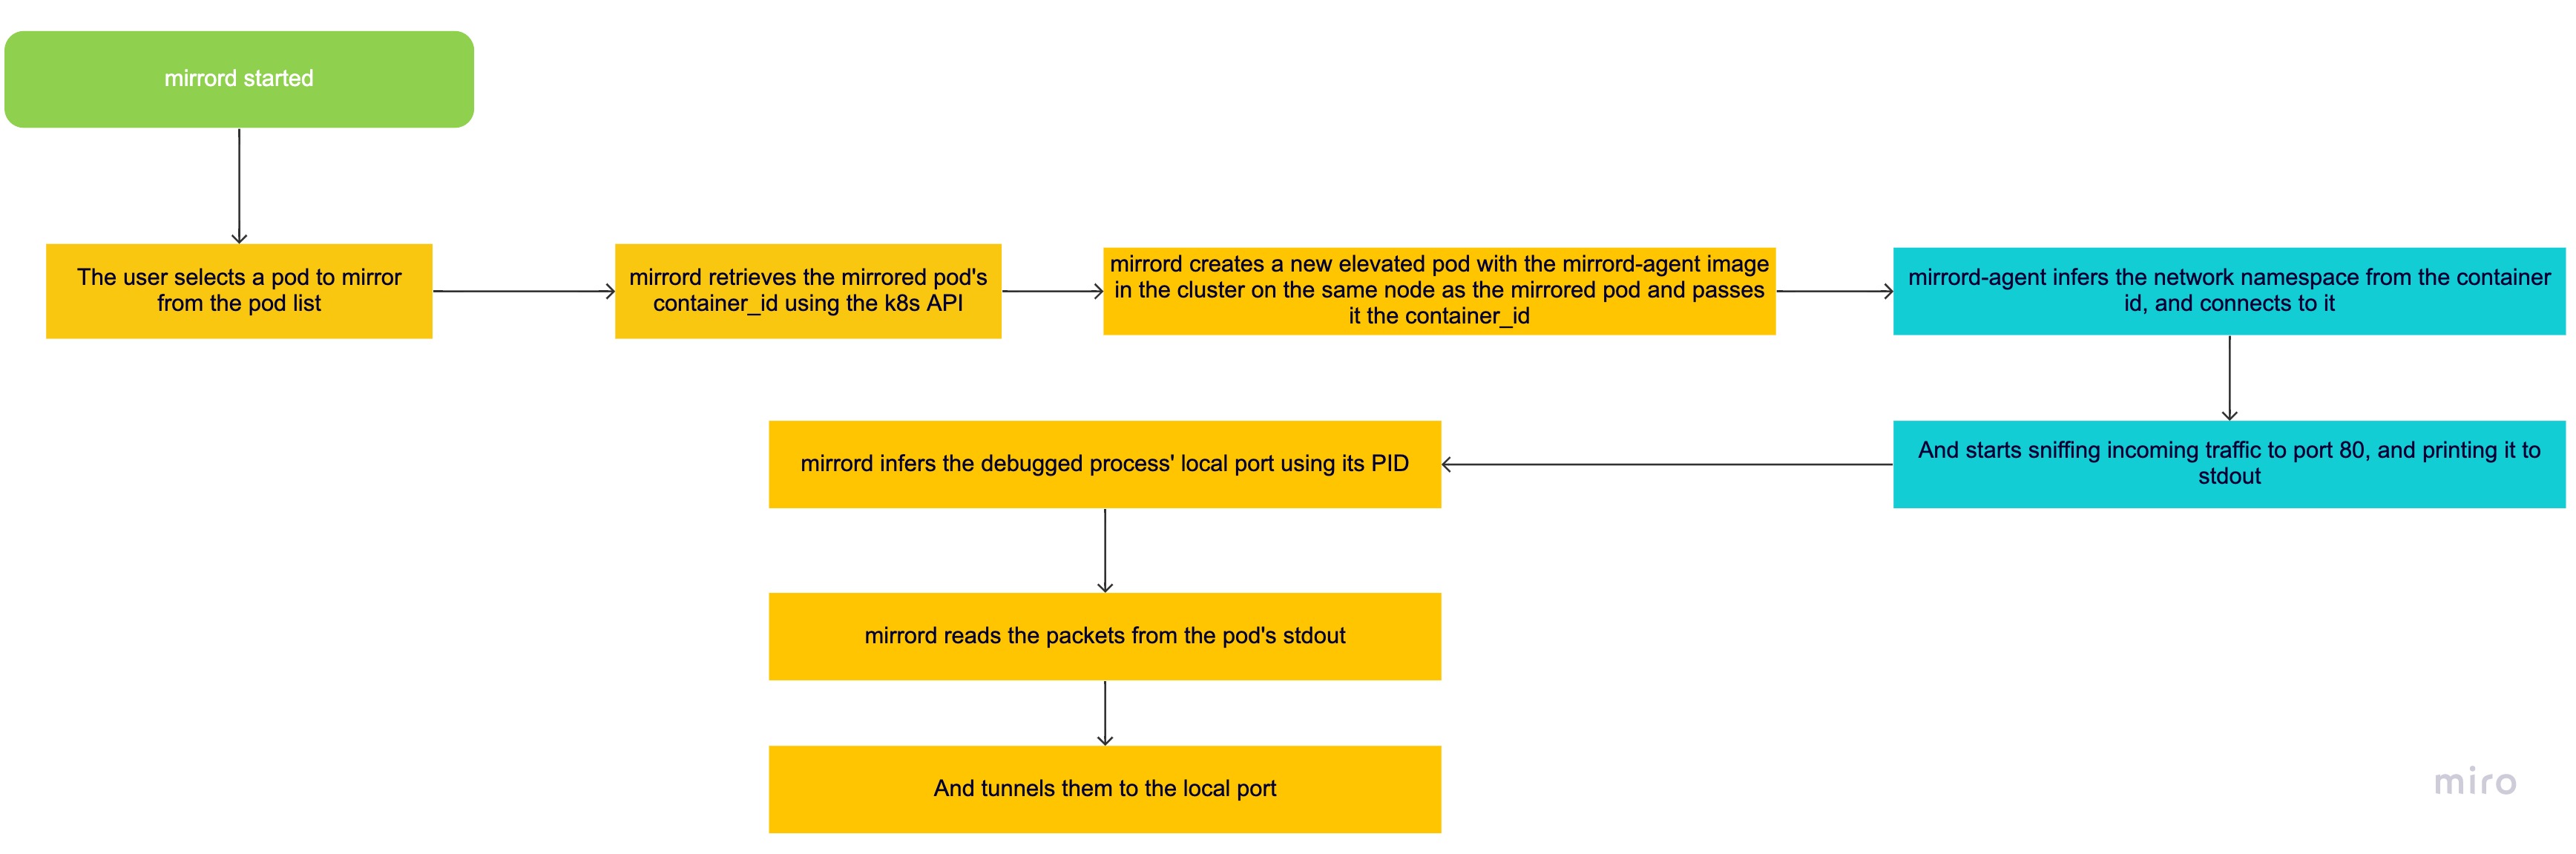 mirrord started
The user selects a pod to mirror
from the pod list
mirrord retrieves the mirrored pod's
container_id using the k8s API
mirrord creates a new elevated pod with the mirrord-agent image
in the cluster on the same node as the mirrored pod and passes
it the container_id
mirrord-agent infers the network namespace from the container
id, and connects to it
And starts sniffing incoming traffic to port 80, and printing it to
stdout
mirrord infers the debugged process' local port using its PID
mirrord reads the packets from the pod's stdout
And tunnels them to the local port
miro